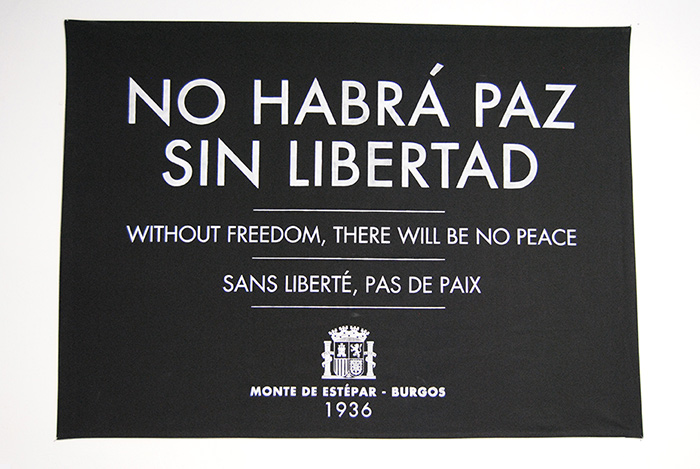 NO HABRÁ PAZ
SIN LIBERTAD
WITHOUT FREEDOM, THERE WILL BE NO PEACE
SANS LIBERTÉ, PAS DE PAIX
MONTE DE ESTÉPAR - BURGOS
1936